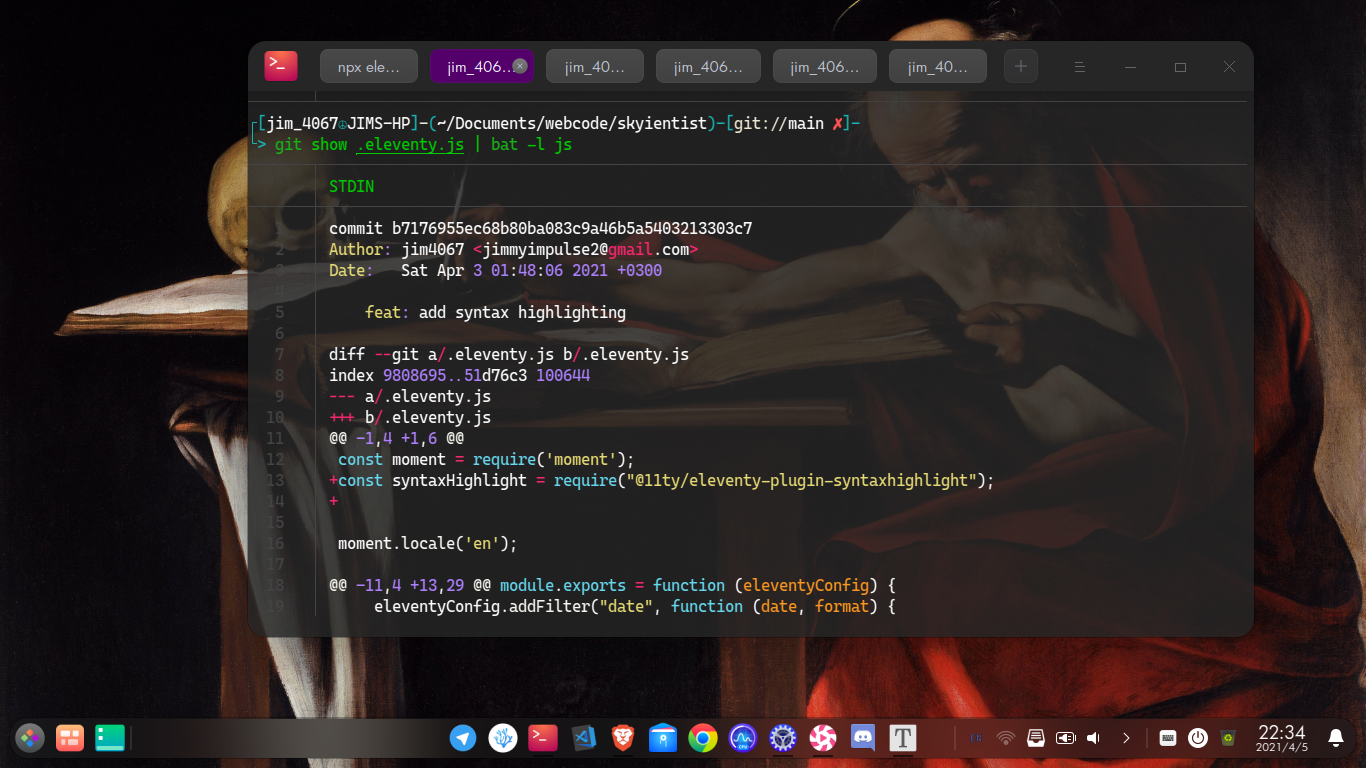 npx ele... jim_406... jim_40... jim_406... jim_406... jim_40...
[jim_4067☮JIMS-HP]-(~/Documents/webcode/skyientist)-[git://main ✗]-
> git show .eleventy.js | bat -l js
STDIN
commit b7176955ec68b80ba083c9a46b5a5403213303c7
2 Author: jim4067 <jimmyimpulse2@gmail.com>
3 Date:   Sat Apr 3 01:48:06 2021 +0300
4
5     feat: add syntax highlighting
6
7 diff --git a/.eleventy.js b/.eleventy.js
8 index 9808695..51d76c3 100644
9 --- a/.eleventy.js
10 +++ b/.eleventy.js
11 @@ -1,4 +1,6 @@
12  const moment = require('moment');
13 +const syntaxHighlight = require("@11ty/eleventy-plugin-syntaxhighlight");
14 +
15
16  moment.locale('en');
17
18 @@ -11,4 +13,29 @@ module.exports = function (eleventyConfig) {
19      eleventyConfig.addFilter("date", function (date, format) {
T
22:34
2021/4/5